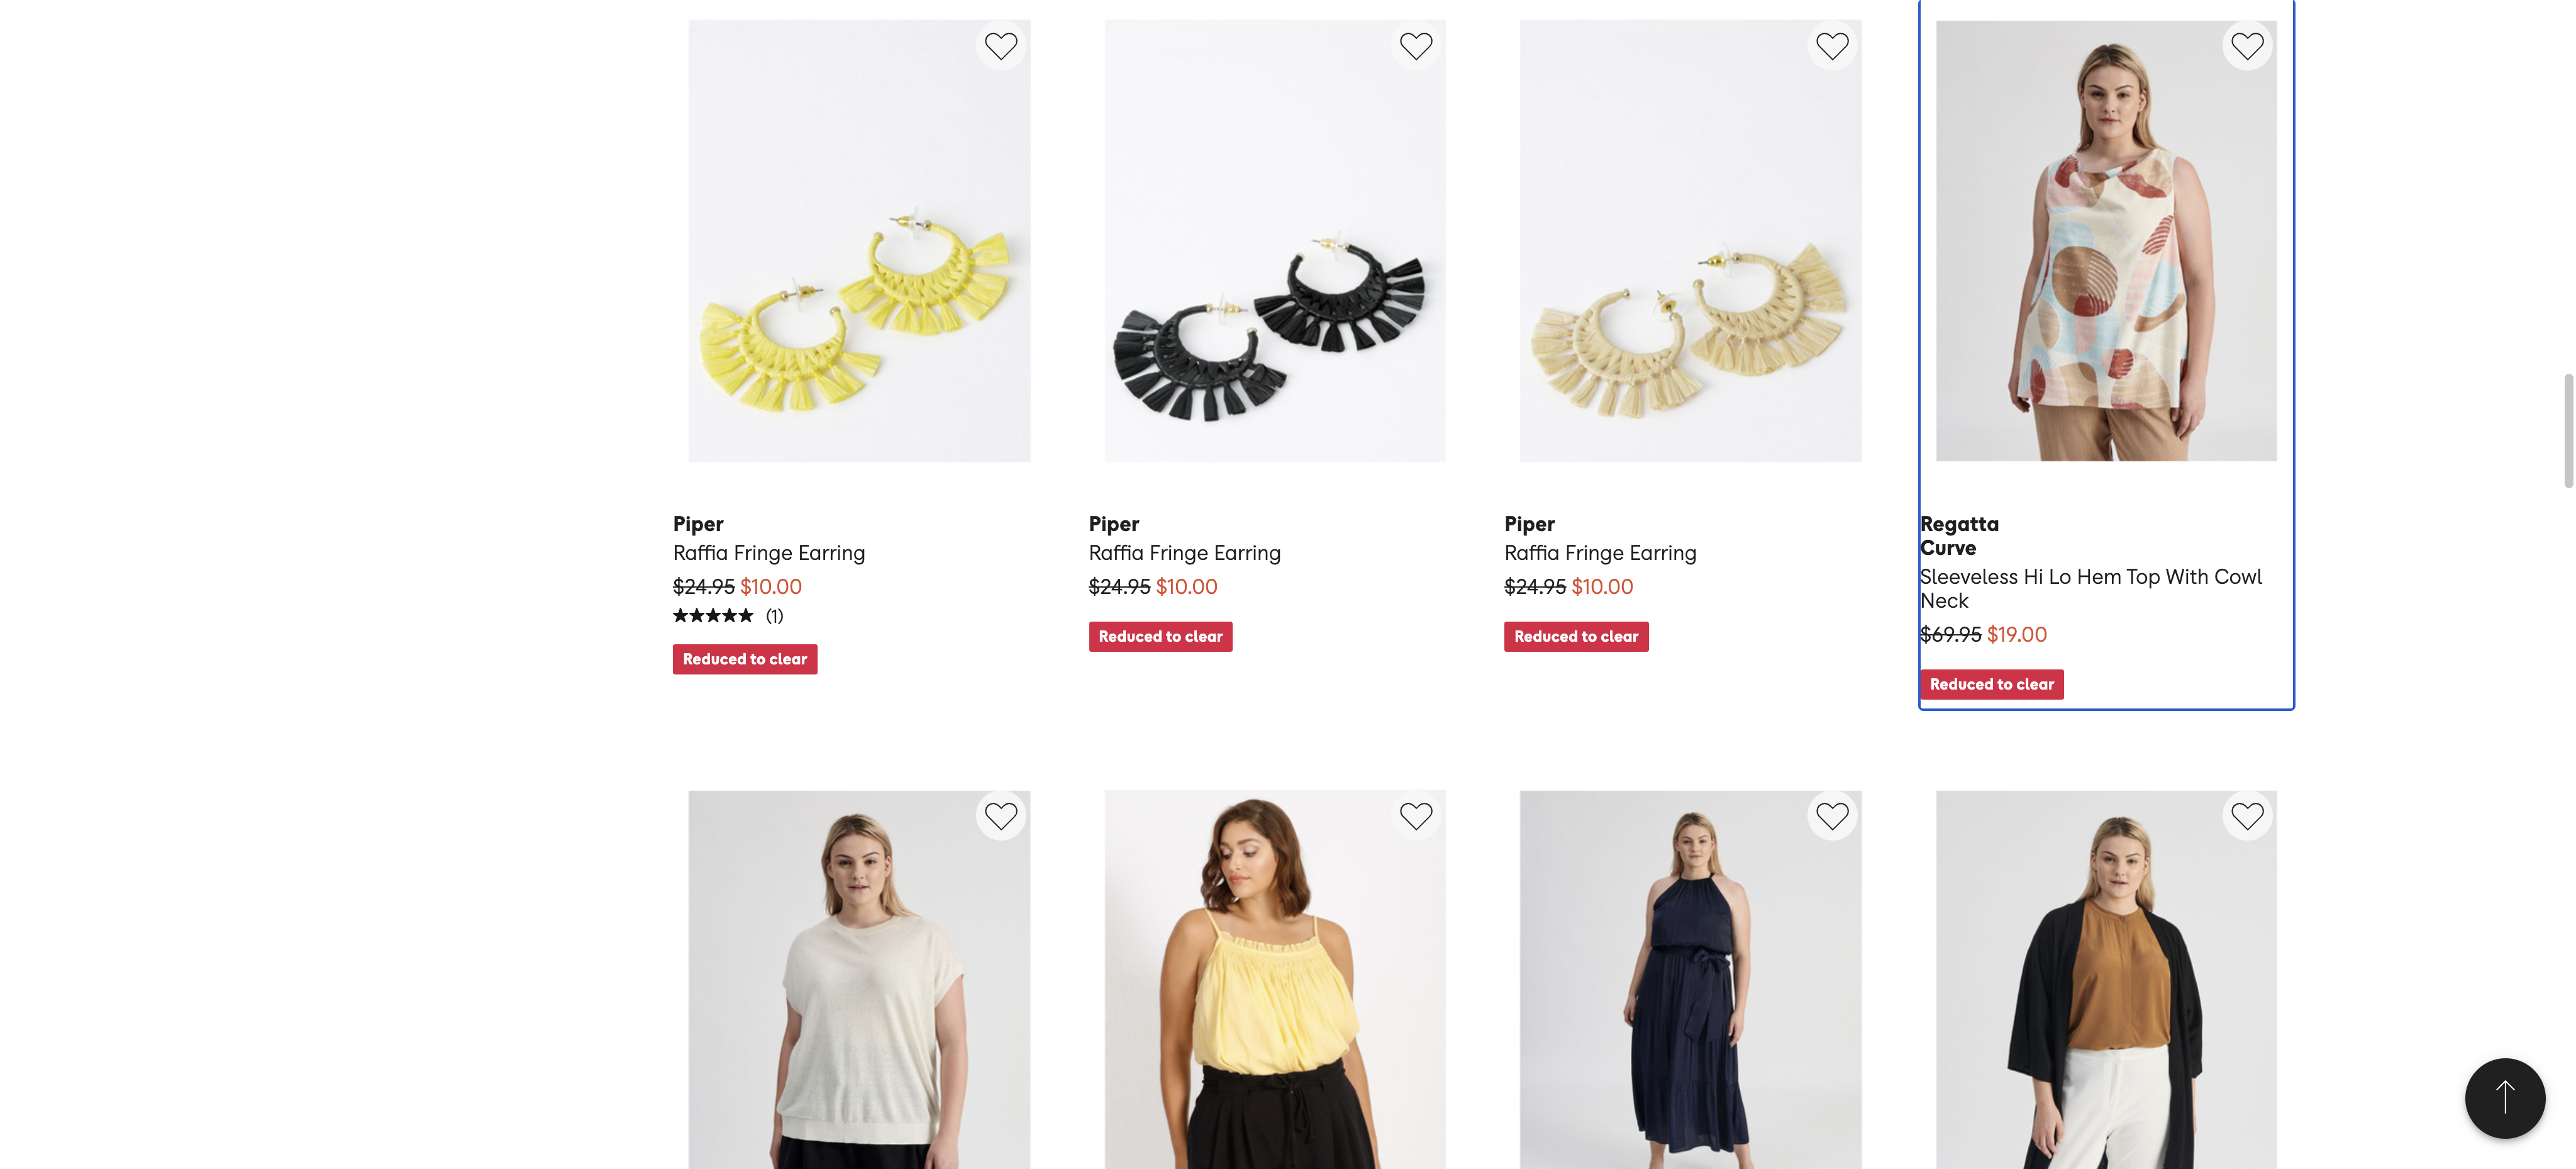 Piper
Raffia Fringe Earring
$24.95 $10.00
(1)
Reduced to clear
Piper
Raffia Fringe Earring
$24.95 $10.00
Reduced to clear
Piper
Raffia Fringe Earring
$24.95 $10.00
Reduced to clear
Regatta
Curve
Sleeveless Hi Lo Hem Top With Cowl
Neck
$69.95 $19.00
Reduced to clear